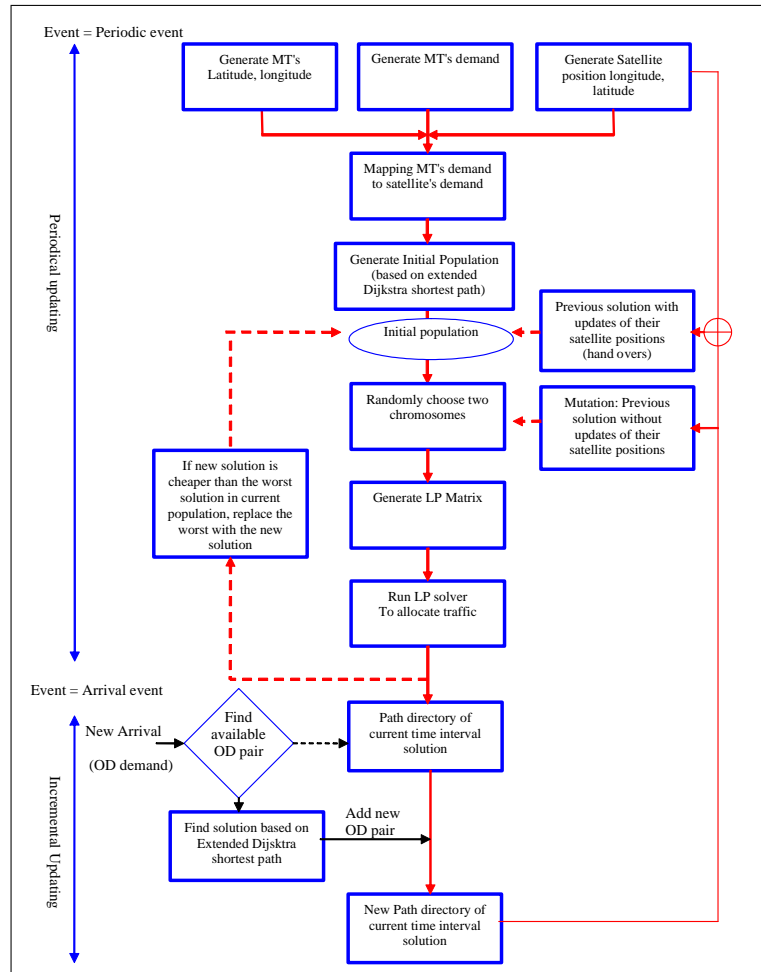 Event = Periodic event
Generate MT's
Latitude, longitude
Generate MT's demand
Generate Satellite
position longitude,
latitude
Mapping MT's demand
to satellite's demand
Periodical updating
Generate Initial Population
(based on extended
Dijkstra shortest path)
Initial population
Previous solution with
updates of their
satellite positions
(hand overs)
Randomly choose two
chromosomes
Mutation: Previous
solution without
updates of their
satellite positions
If new solution is
cheaper than the worst
solution in current
population, replace the
worst with the new
solution
Generate LP Matrix
Run LP solver
To allocate traffic
Event = Arrival event
New Arrival
(OD demand)
Find
available
OD pair
Path directory of
current time interval
solution
Incremental Updating
Find solution based on
Extended Dijsktra
shortest path
Add new
OD pair
New Path directory of
current time interval
solution